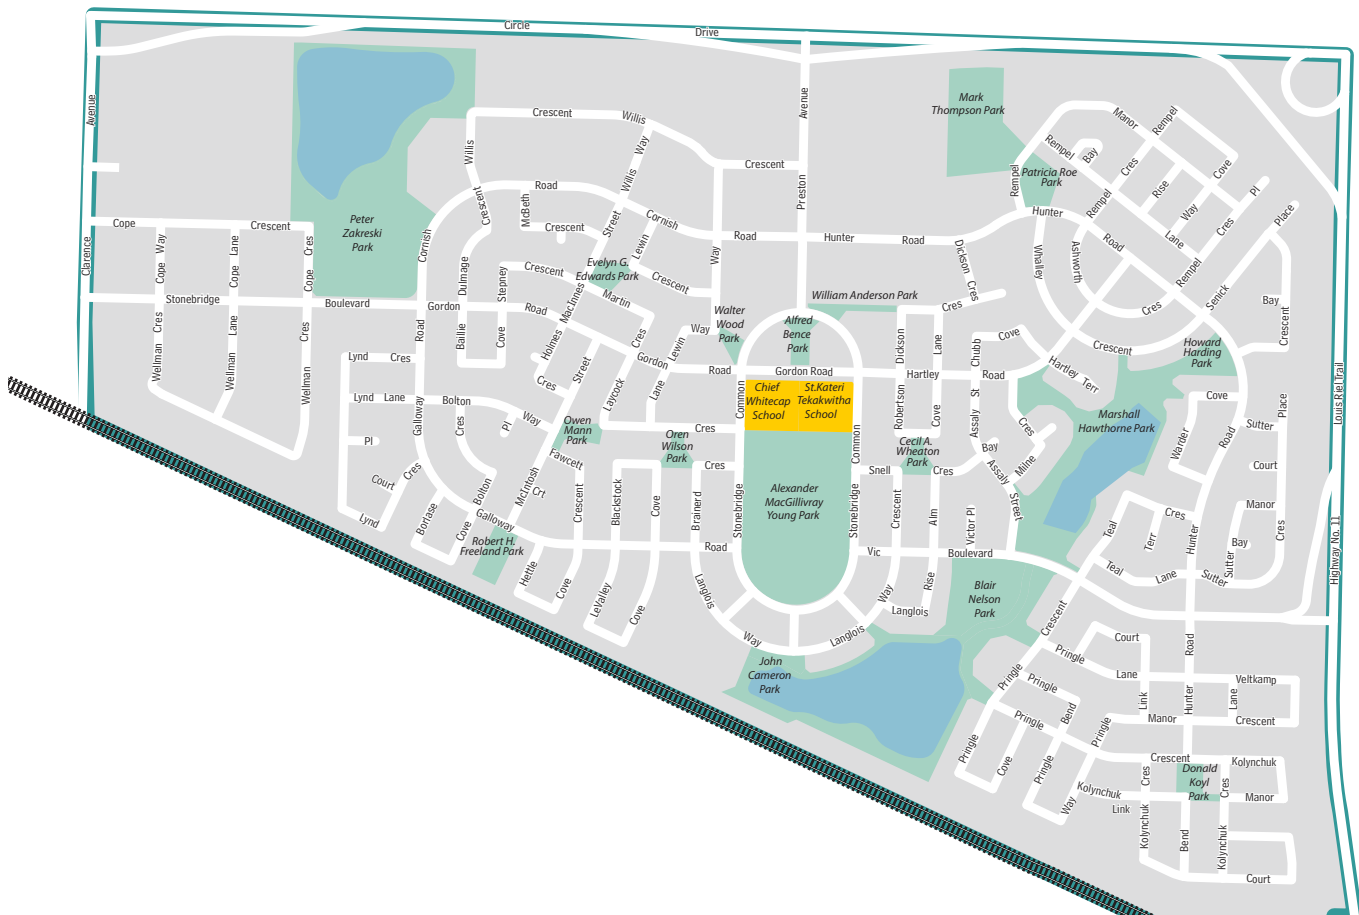 Circle
Drive
Avenue
Avenue
Mark
Thompson Park
Crescent
Willis
Manor
Rempel
Willis
Way
Rempel
Bay
Cres
Cove
Crescent
Patricia Roe
Park
Rempel
Willis
Road
Preston
Rise
Pl
Crescent
McBeth
Cornish
Street
Hunter
Rempel
Way
Place
Cope
Crescent
Peter
Zakreski
Park
Crescent
Road
Hunter
Road
Road
Lane
Cres
Clarence
Cope Way
Cope Lane
Cope Cres
Cornish
Lewin
Way
Dickson Cres
Whalley
Ashworth
Evelyn G.
Edwards Park
Crescent
Crescent
Dulmage
Stepney
Rempel
Stonebridge
Boulevard
Gordon
Road
MacInnes
Martin
William Anderson Park
Cres
Cres
Senick
Bay
Crescent
Wellman Cres
Wellman Lane
Cres
Wellman
Road
Baillie
Cove
Holmes
Cres
Way
Walter
Wood
Park
Alfred
Bence
Park
Dickson
Lane
Chubb
Cove
Crescent
Howard
Harding
Park
Lynd
Cres
Street
Gordon
Lewin
Road
Gordon Road
Hartley
Road
Hartley Terr
Louis Riel Trail
Lynd
Lane
Bolton
Cres
Laycock
Lane
Common
Chief
Whitecap
School
St.Kateri
Tekakwitha
School
Robertson
Cove
Assaly St
Cove
Place
Marshall
Hawthorne Park
Galloway
Cres
Pl
Way
Owen
Mann
Park
Cres
Oren
Wilson
Park
Common
Cecil A.
Wheaton
Park
Cres
Bay
Warder
Road
Sutter
Pl
Fawcett
Cres
Snell
Cres
Assaly
Milne
Court
Court
Cres
Bolton
McIntosh
Crt
Crescent
Blackstock
Cove
Brainerd
Stonebridge
Alexander
MacGillivray
Young Park
Stonebridge
Crescent
Alm
Victor Pl
Street
Manor
Lynd
Borlase
Cove
Galloway
Teal
Cres
Terr
Hunter
Cres
Robert H.
Freeland Park
Road
Vic
Boulevard
Bay
Highway No. 11
Hettle
Cove
LeValley
Cove
Langlois
Way
Rise
Blair
Nelson
Park
Teal
Lane
Sutter
Sutter
Langlois
Way
Langlois
Crescent
Court
Road
John
Cameron
Park
Pringle
Pringle
Lane
Veltkamp
Pringle
Link
Hunter
Lane
Pringle
Bend
Manor
Crescent
Pringle
Pringle
Cove
Pringle
Crescent
Kolynchuk
Donald
Koyl
Park
Cres
Cres
Kolynchuk
Manor
Way
Link
Kolynchuk
Bend
Kolynchuk
Court